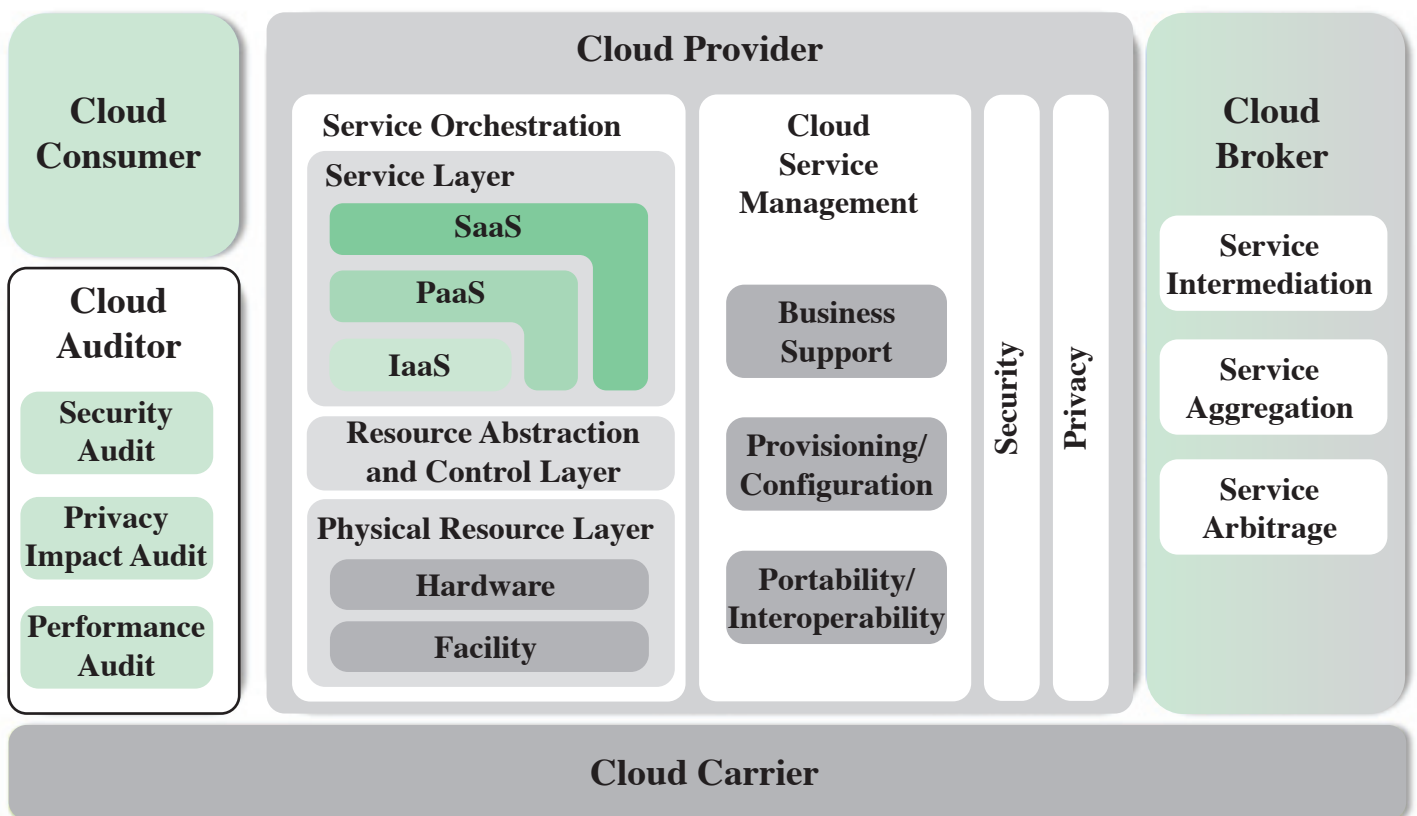 Cloud
Consumer
Cloud
Auditor
Security
Audit
Privacy
Impact Audit
Performance
Audit
Cloud Provider
Service Orchestration
Service Layer
SaaS
PaaS
IaaS
Resource Abstraction
and Control Layer
Physical Resource Layer
Hardware
Facility
Cloud
Service
Management
Business
Support
Provisioning/
Configuration
Portability/
Interoperability
Security
Privacy
Cloud
Broker
Service
Intermediation
Service
Aggregation
Service
Arbitrage
Cloud Carrier